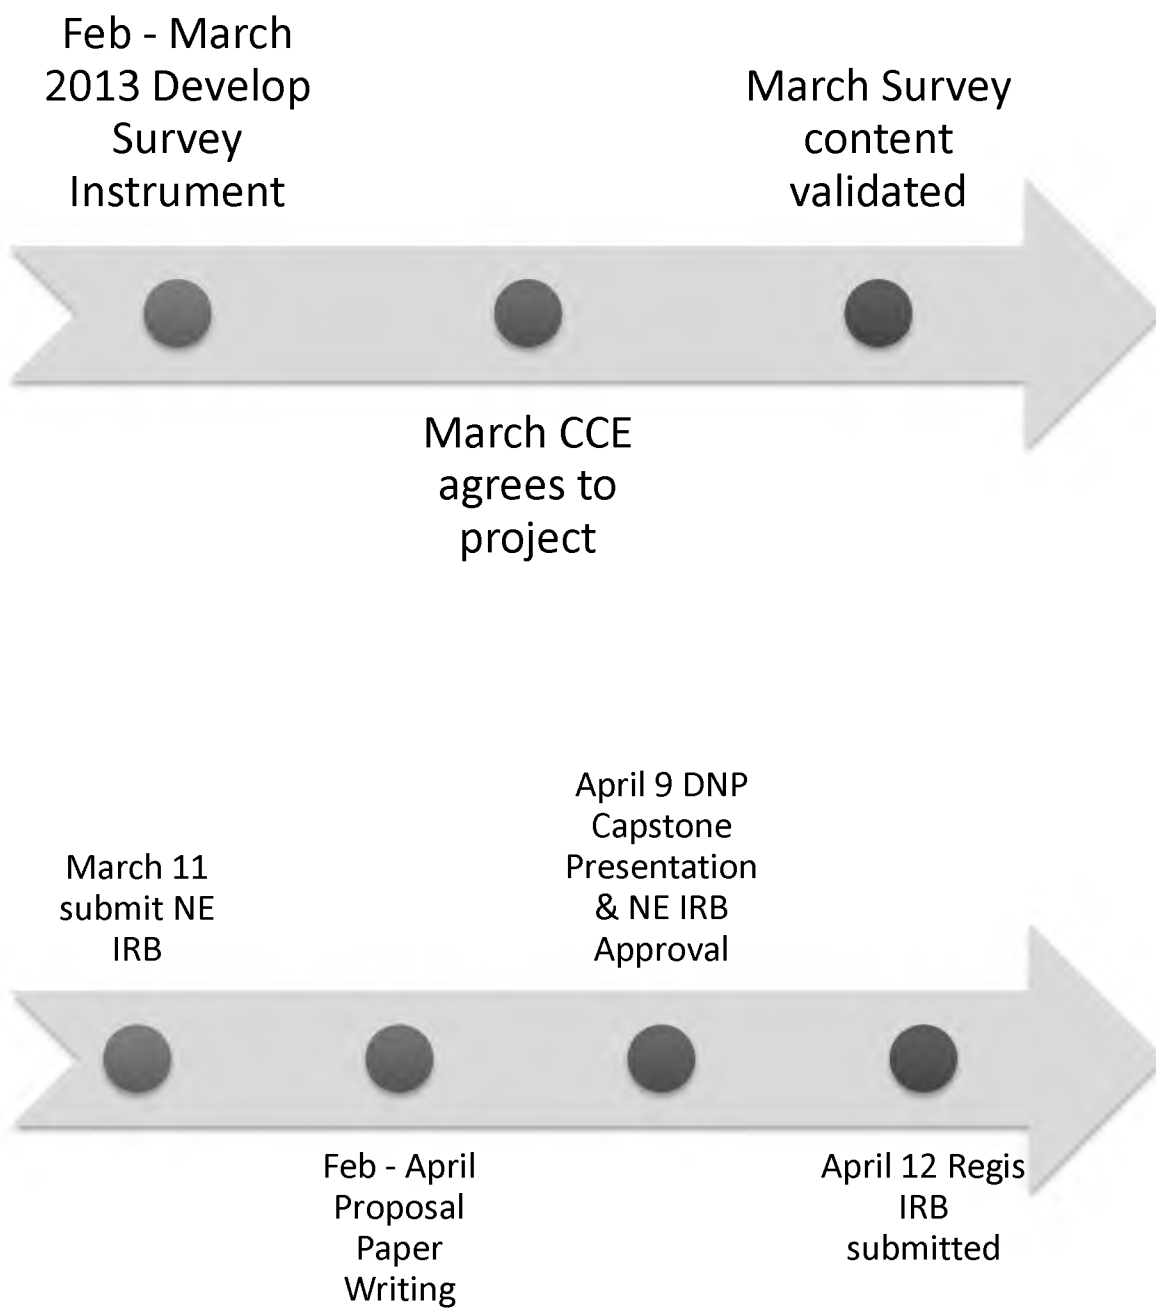 Feb - March
2013 Develop
Survey
Instrument
March CCE
agrees to
project
March Survey
content
validated
March 11
submit NE
IRB
Feb - April
Proposal
Paper
Writing
April 9 DNP
Capstone
Presentation
& NE IRB
Approval
April 12 Regis
IRB
submitted